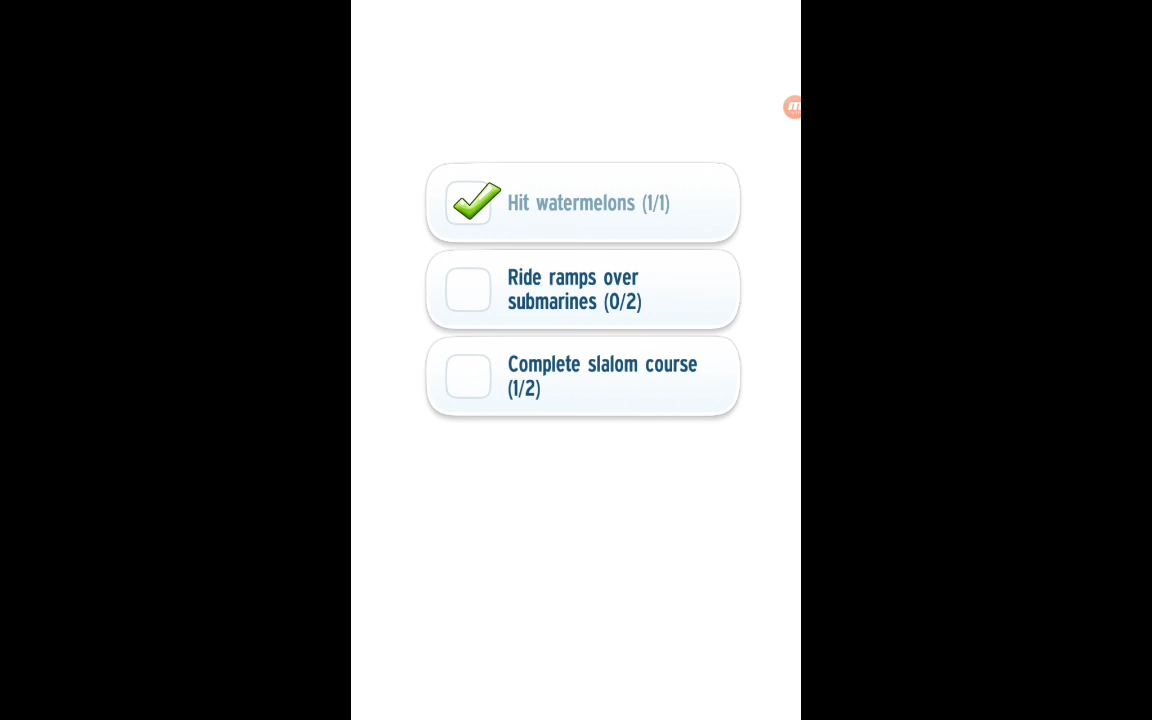 Hit watermelons (1/1)
Ride ramps over
submarines (0/2)
Complete slalom course
(1/2)